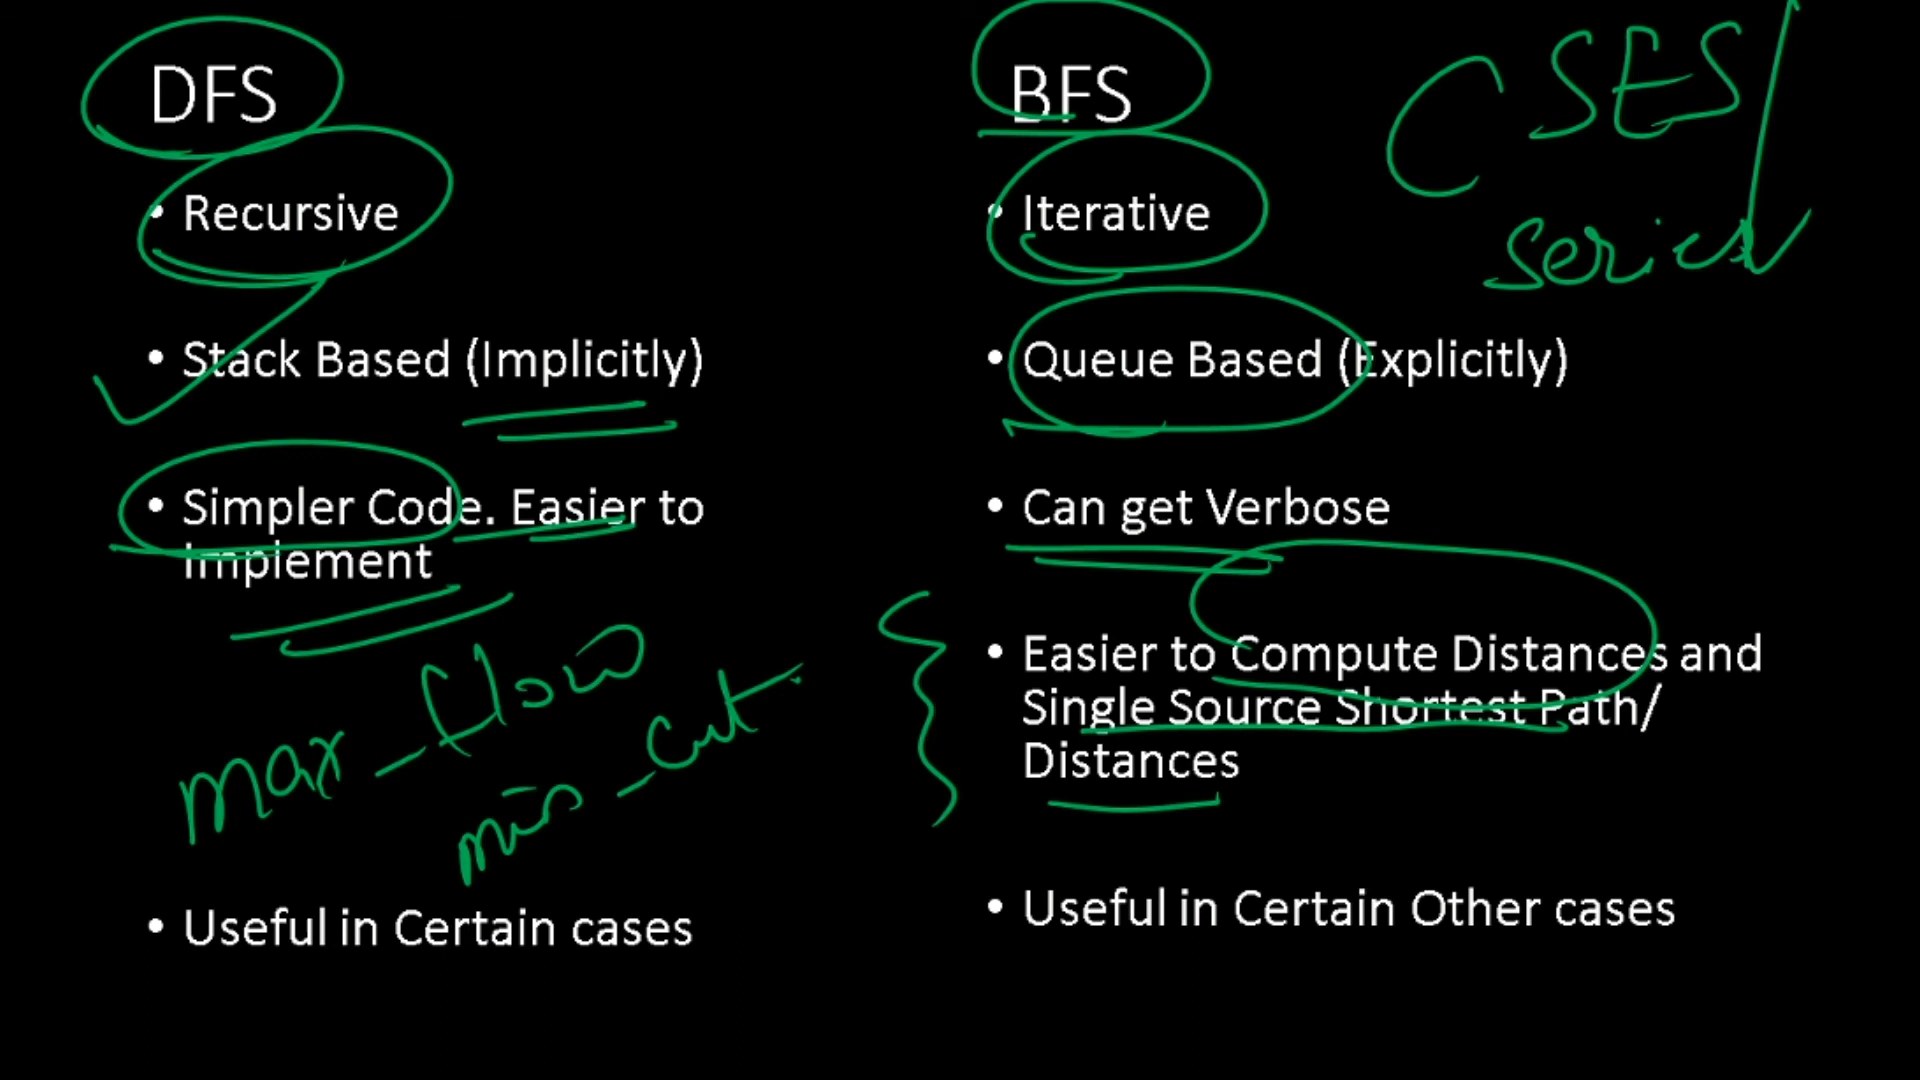 DFS
• Recursive
• Stack Based (Implicitly)
• Simpler Code. Easier to
Implement
max_flow
min_cut
• Useful in Certain cases
BFS
• Iterative
• Queue Based (Explicitly)
• Can get Verbose
• Easier to Compute Distances and
Single Source Shortest Path/
Distances
• Useful in Certain Other cases
CSES
series